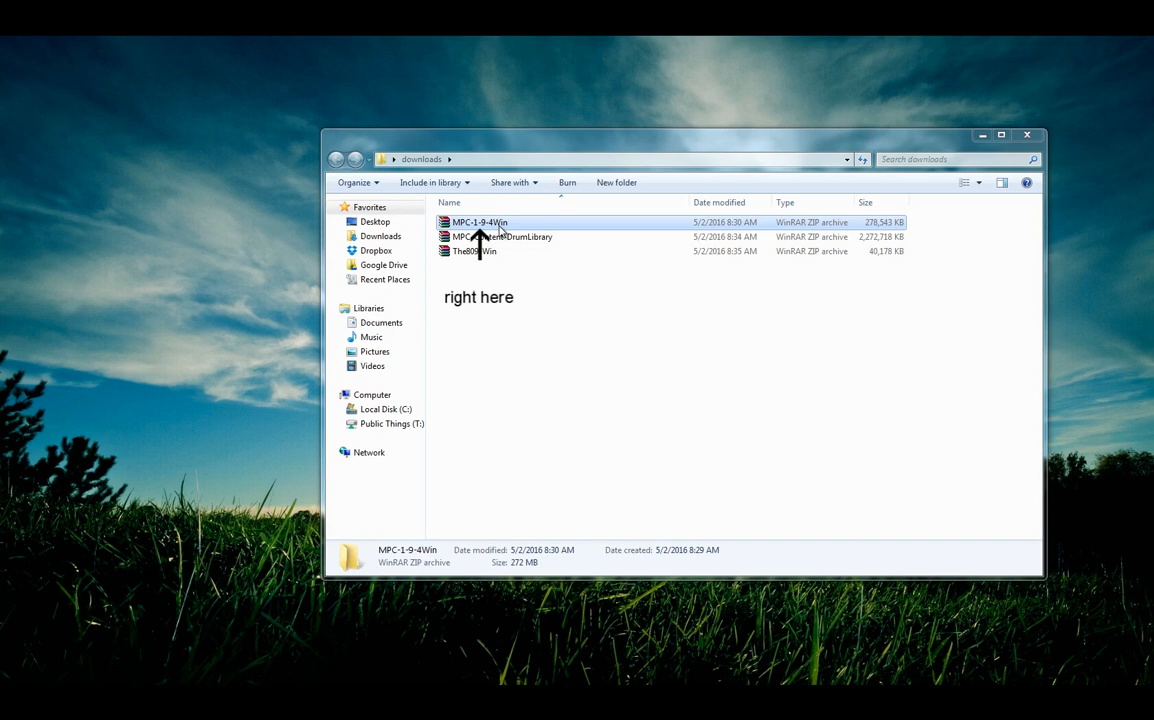 downloads
Search downloads
Organize Include in library Share with Burn New folder
Favorites
Desktop
Downloads
Dropbox
Google Drive
Recent Places
Libraries
Documents
Music
Pictures
Videos
Computer
Local Disk (C:)
Public Things (T:)
Network
Name Date modified Type Size
MPC-1-9-4Win 5/2/2016 8:30 AM WinRAR ZIP archive 278,543 KB
5/2/2016 8:34 AM WinRAR ZIP archive 2,272,718 KB
5/2/2016 8:35 AM WinRAR ZIP archive 40,178 KB
right here
MPC-1-9-4Win Date modified: 5/2/2016 8:30 AM Date created: 5/2/2016 8:29 AM
WinRAR ZIP archive Size: 272 MB